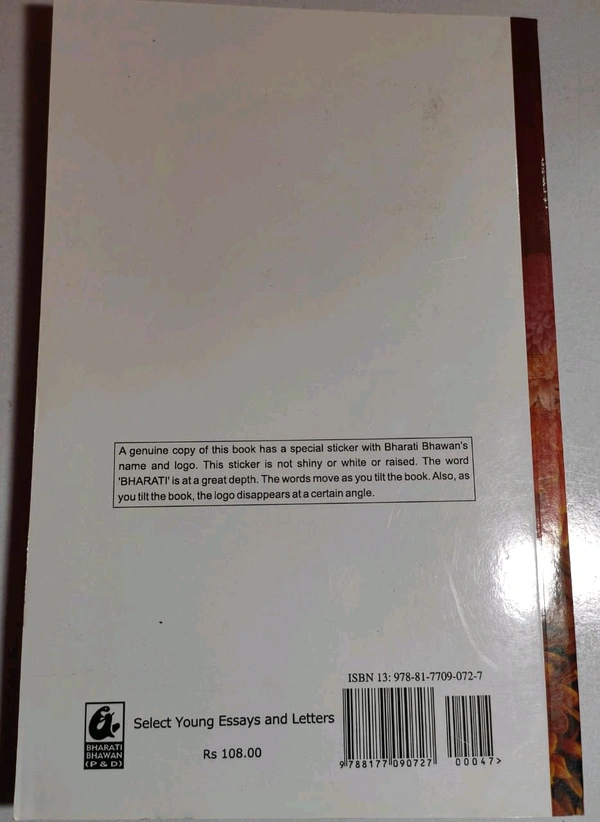 A genuine copy of this book has a special sticker with Bharati Bhawan's
name and logo. This sticker is not shiny or white or raised. The word
'BHARATI' is at a great depth. The words move as you tilt the book. Also, as
you tilt the book, the logo disappears at a certain angle.
ISBN 13: 978-81-7709-072-7
Select Young Essays and Letters
Rs 108.00
BHARATI
BHAWAN
(P & D)
9 788177 090727
00047>